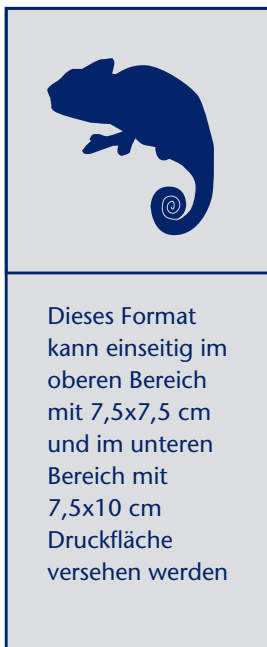 Dieses Format
kann einseitig im
oberen Bereich
mit 7,5x7,5 cm
und im unteren
Bereich mit
7,5x10 cm
Druckfläche
versehen werden